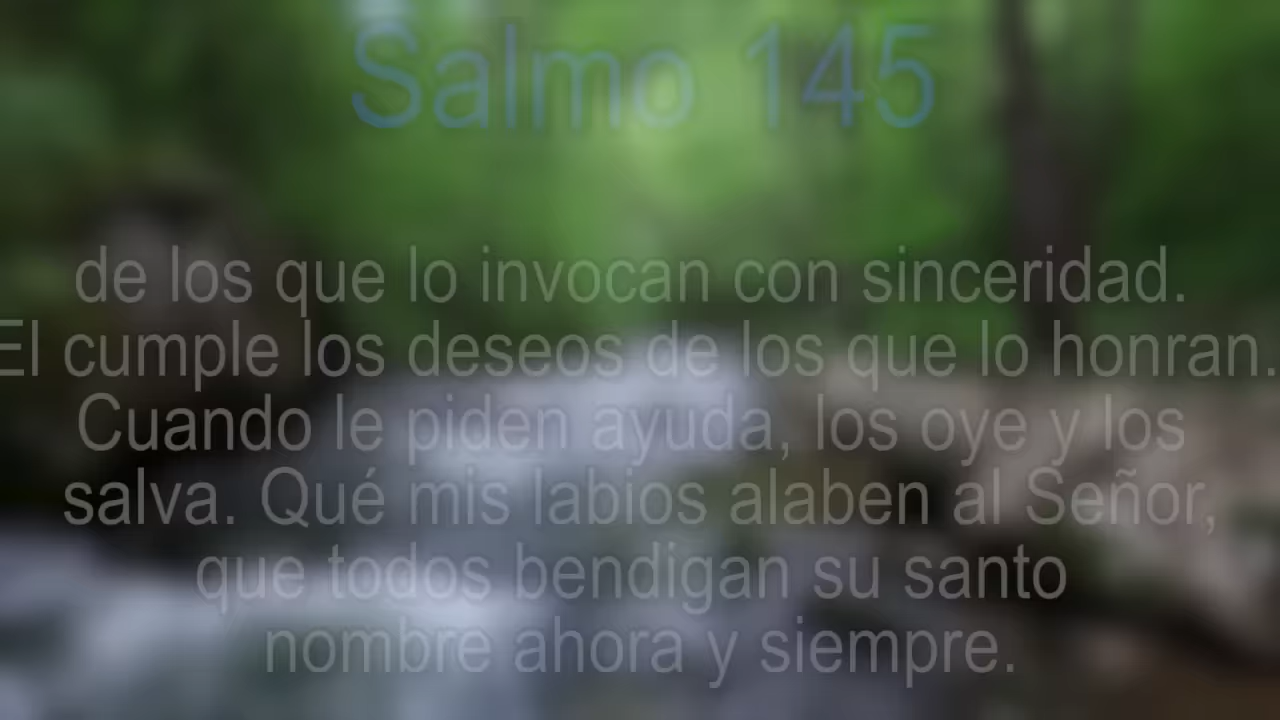 Salmo 145
de los que lo invocan con sinceridad.
El cumple los deseos de los que lo honran.
Cuando le piden ayuda, los oye y los
salva. Qué mis labios alaben al Señor,
que todos bendigan su santo
nombre ahora y siempre.